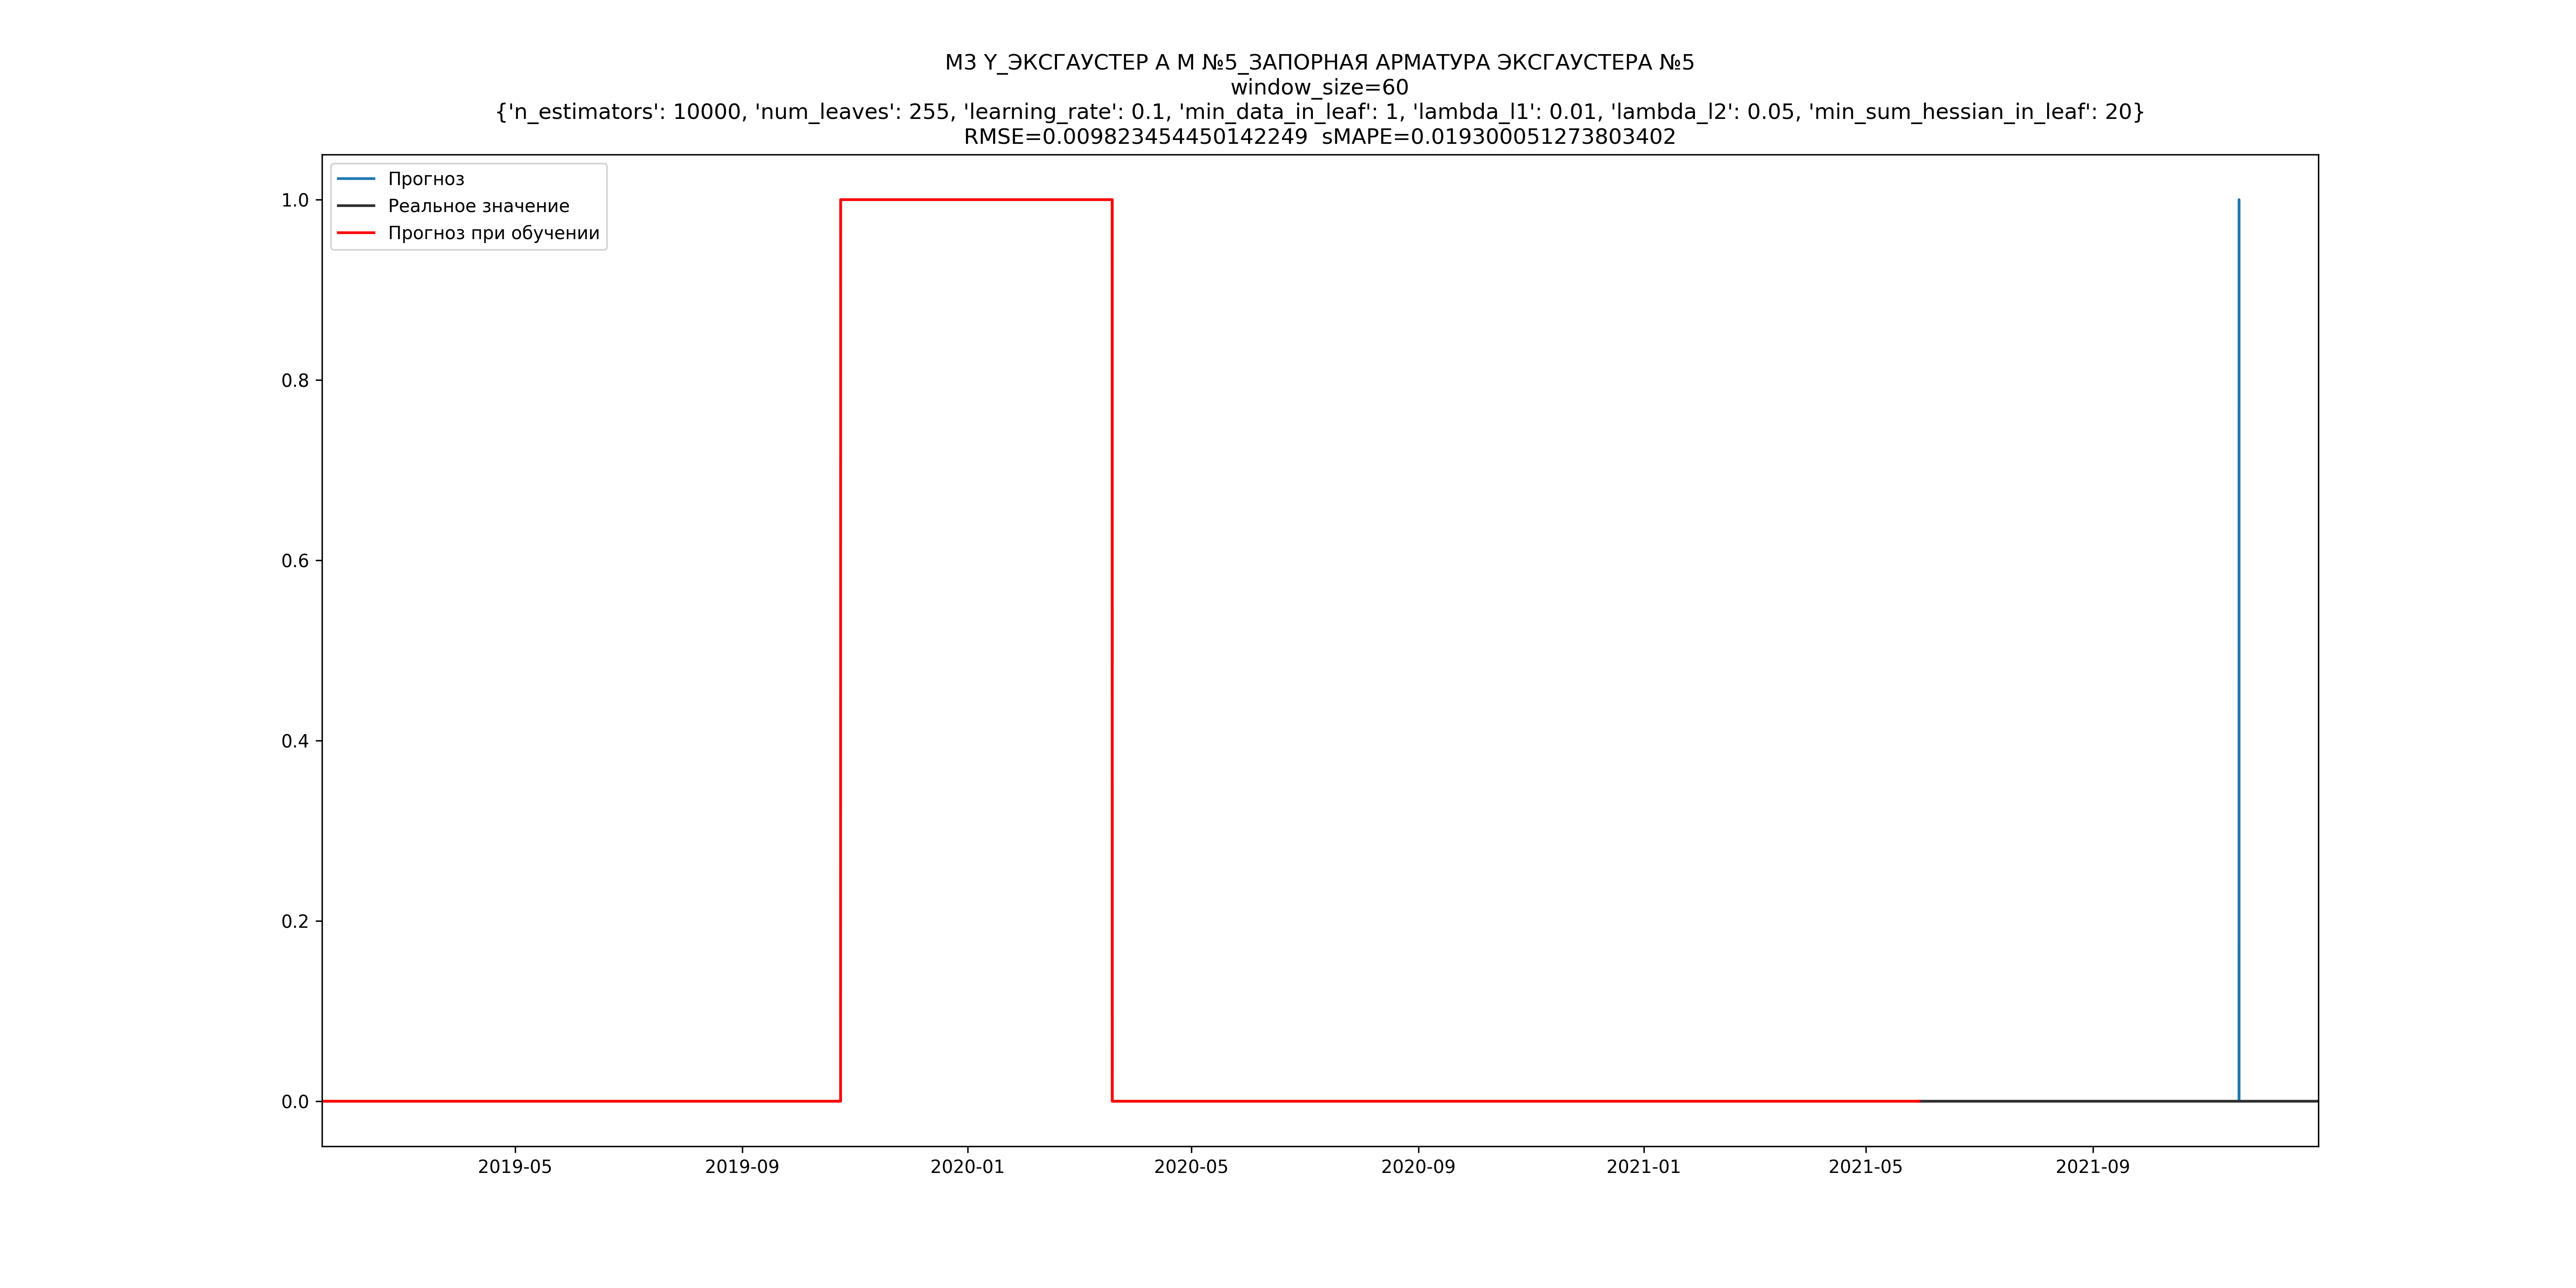 М3 Y_ЭКСГАУСТЕР А М №5_ЗАПОРНАЯ АРМАТУРА ЭКСГАУСТЕРА №5
window_size=60
{'n_estimators': 10000, 'num_leaves': 255, 'learning_rate': 0.1, 'min_data_in_leaf': 1, 'lambda_l1': 0.01, 'lambda_l2': 0.05, 'min_sum_hessian_in_leaf': 20}
RMSE=0.009823454450142249  sMAPE=0.019300051273803402
Прогноз
Реальное значение
Прогноз при обучении
1.0
0.8
0.6
0.4
0.2
0.0
2019-05 2019-09 2020-01 2020-05 2020-09 2021-01 2021-05 2021-09